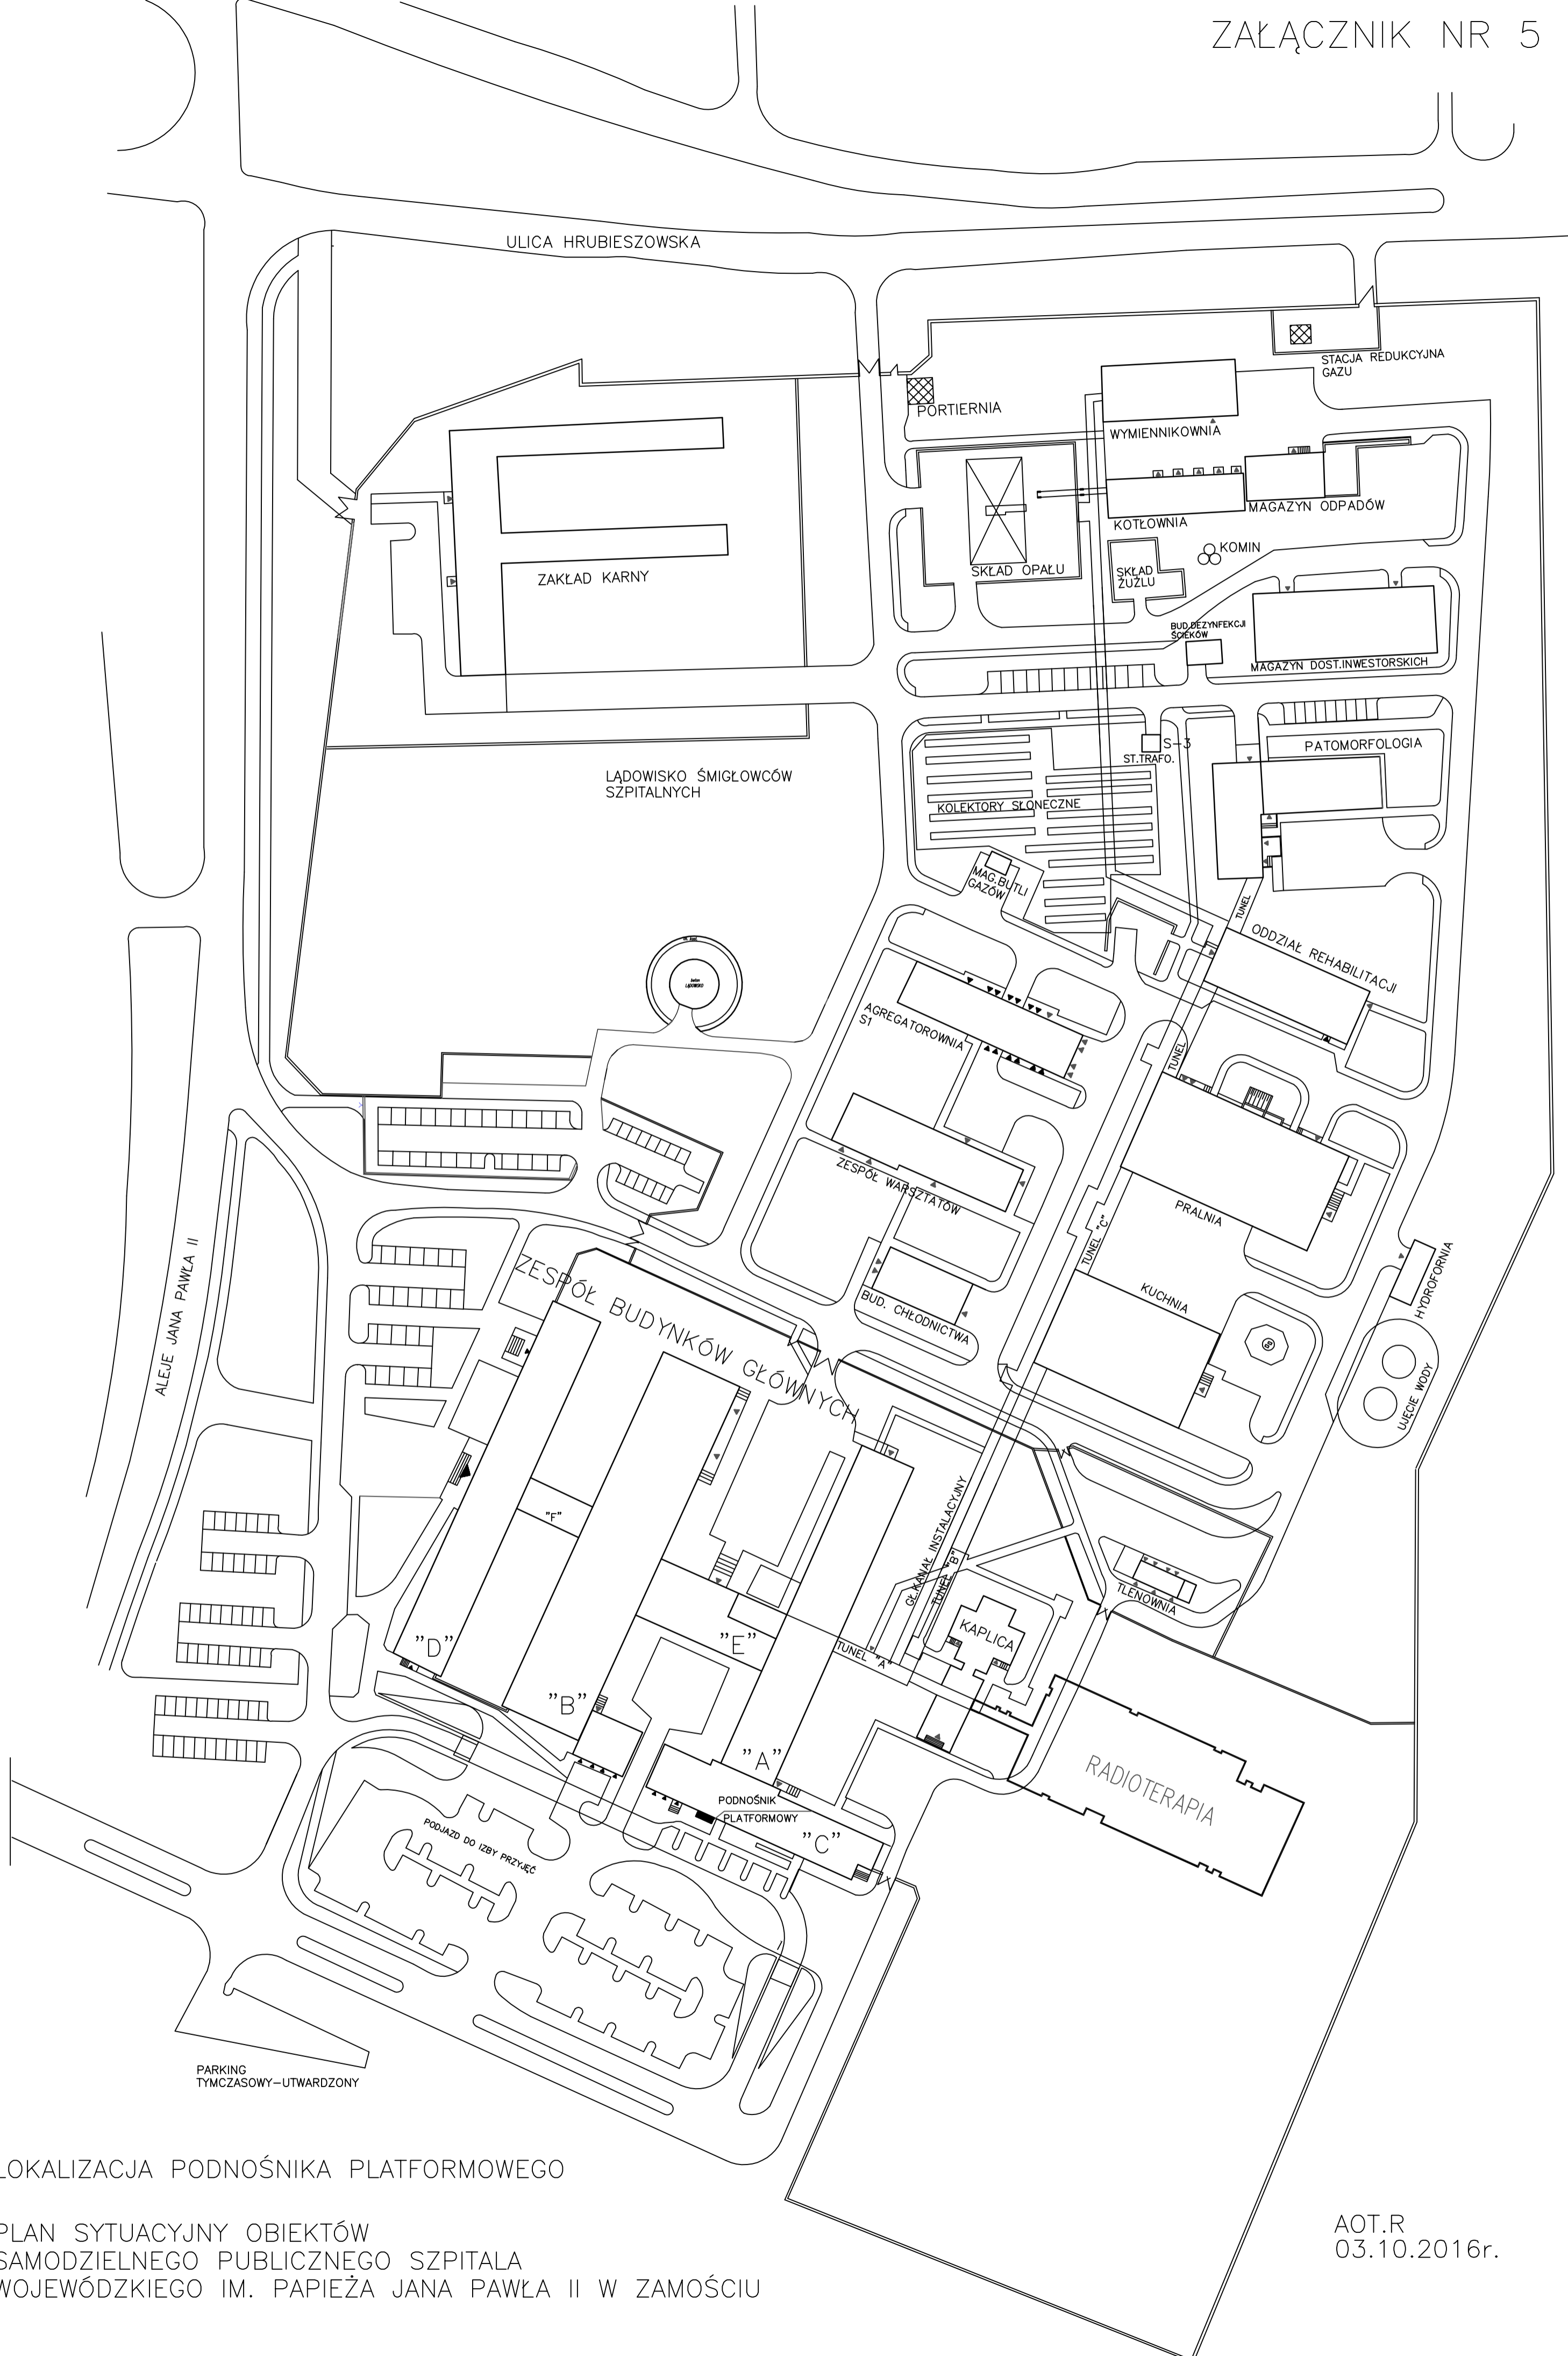 ZAŁĄCZNIK NR 5
ULICA HRUBIESZOWSKA
STACJA REDUKCYJNA
GAZU
PORTIERNIA
WYMIENNIKOWNIA
MAGAZYN ODPADÓW
KOTŁOWNIA
KOMIN
SKŁAD OPAŁU
SKŁAD
ŻUŻLU
ZAKŁAD KARNY
BUD.DEZYNFEKCJI
ŚCIEKÓW
MAGAZYN DOST.INWESTORSKICH
S-3
ST.TRAFO.
PATOMORFOLOGIA
LĄDOWISKO ŚMIGŁOWCÓW
SZPITALNYCH
KOLEKTORY SŁONECZNE
MAG.BUTLI
GAZÓW
TUNEL
ODDZIAŁ REHABILITACJI
LĄDOWISKO
AGREGATOROWNIA
S1
TUNEL
ZESPÓŁ WARSZTATÓW
PRALNIA
TUNEL "C"
ALEJE JANA PAWŁA II
ZESPÓŁ BUDYNKÓW GŁÓWNYCH
BUD. CHŁODNICTWA
KUCHNIA
HYDROFORNIA
UJĘCIE WODY
"F"
GŁ.KANAŁ INSTALACYJNY
TUNEL "B"
TLENOWNIA
KAPLICA
"D"
"E"
TUNEL "A"
"B"
"A"
RADIOTERAPIA
PODNOŚNIK
PLATFORMOWY
"C"
PODJAZD DO IZBY PRZYJĘĆ
PARKING
TYMCZASOWY-UTWARDZONY
LOKALIZACJA PODNOŚNIKA PLATFORMOWEGO
PLAN SYTUACYJNY OBIEKTÓW
SAMODZIELNEGO PUBLICZNEGO SZPITALA
WOJEWÓDZKIEGO IM. PAPIEŻA JANA PAWŁA II W ZAMOŚCIU
AOT.R
03.10.2016r.